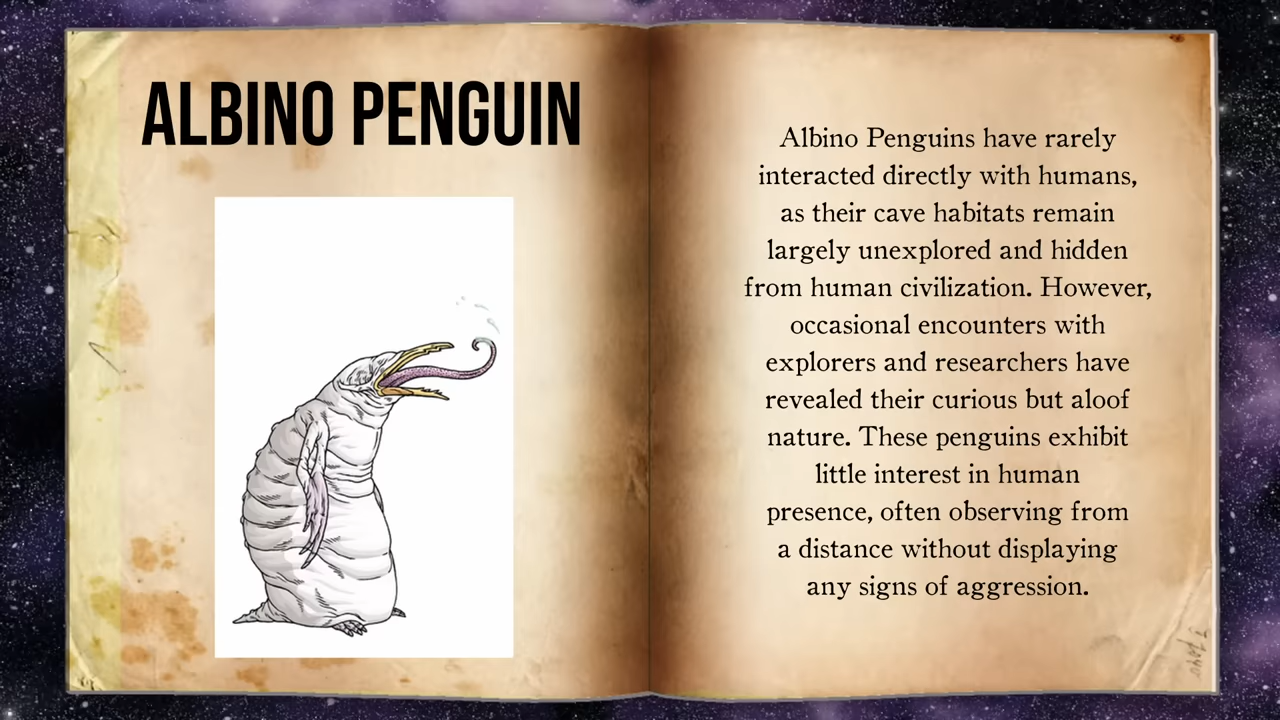 ALBINO PENGUIN
Albino Penguins have rarely
interacted directly with humans,
as their cave habitats remain
largely unexplored and hidden
from human civilization. However,
occasional encounters with
explorers and researchers have
revealed their curious but aloof
nature. These penguins exhibit
little interest in human
presence, often observing from
a distance without displaying
any signs of aggression.